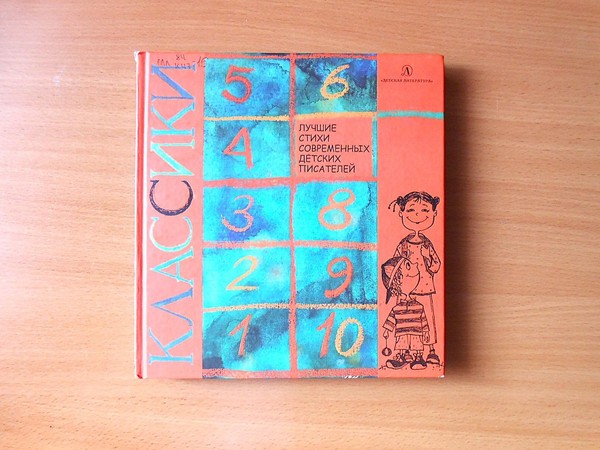 КЛАССИКИ
5 6
4
ЛУЧШИЕ
СТИХИ
СОВРЕМЕННЫХ
ДЕТСКИХ
ПИСАТЕЛЕЙ
3 8
2 9
1 10
«ДЕТСКАЯ ЛИТЕРАТУРА»